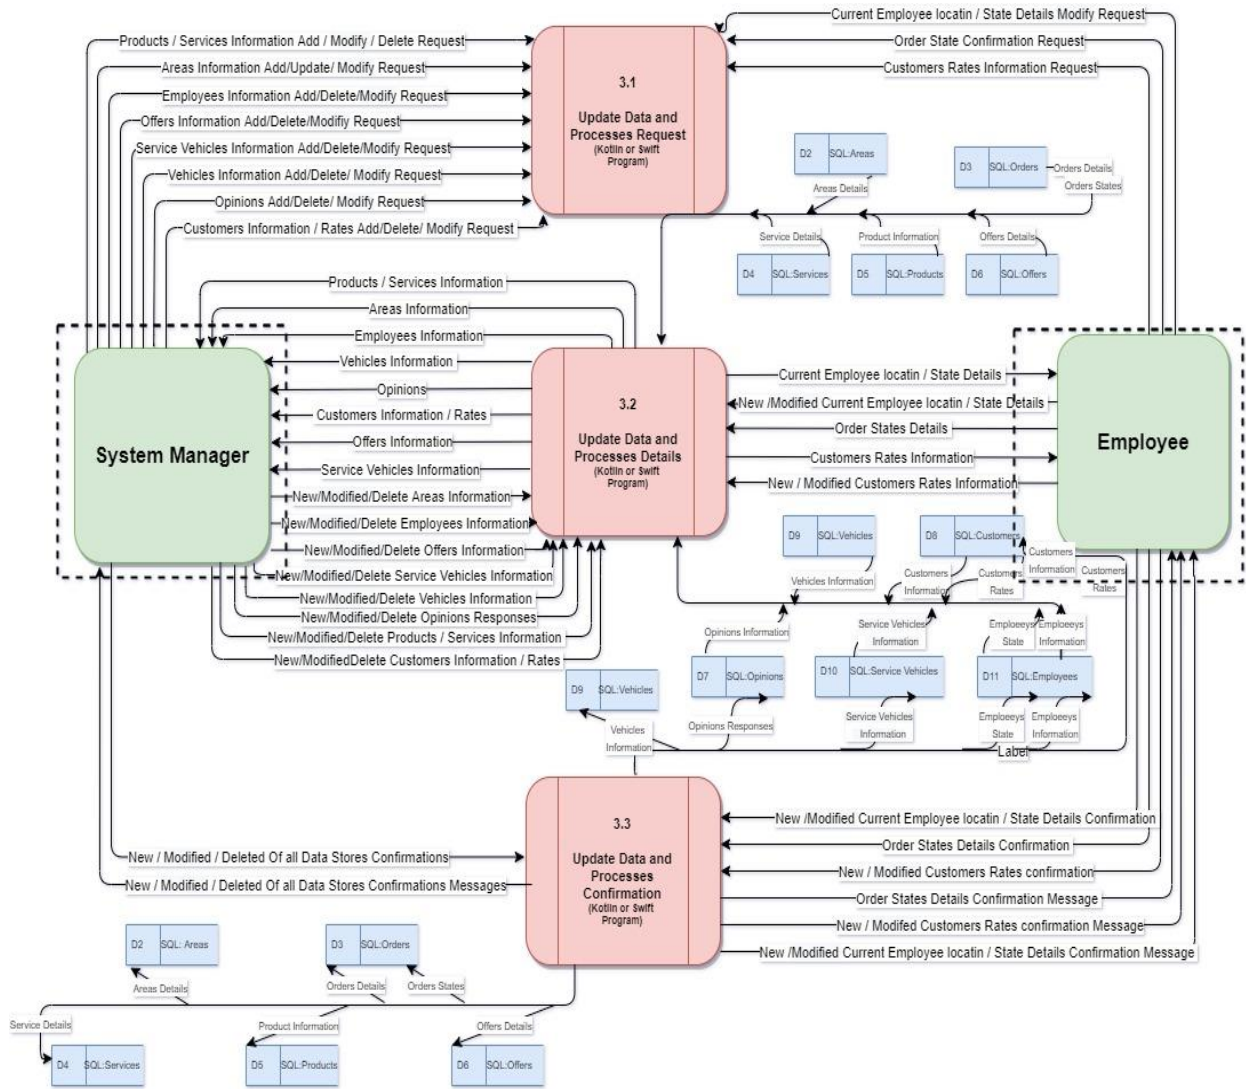 Current Employee locatin / State Details Modify Request
Products / Services Information Add / Modify / Delete Request
Order State Confirmation Request
Areas Information Add/Update/ Modify Request
Customers Rates Information Request
3.1
Update Data and
Processes Request
(Kotlin or Swift
Program)
Employees Information Add/Delete/Modify Request
Offers Information Add/Delete/Modifiy Request
Service Vehicles Information Add/Delete/ Modify Request
Vehicles Information Add/Delete/ Modify Request
Opinions Add/Delete/ Modify Request
Customers Information / Rates Add/Delete/ Modify Request
D2 SQL:Areas
D3 SQL:Orders
Orders Details
Orders States
Areas Details
Service Details
Product Information
Offers Details
D4 SQL:Services
D5 SQL:Products
D6 SQL:Offers
Products / Services Information
Areas Information
Employees Information
Vehicles Information
Opinions
Customers Information / Rates
Offers Information
Service Vehicles Information
New/Modified/Delete Areas Information
New/Modified/Delete Employees Information
New/Modified/Delete Offers Information
New/Modified/Delete Service Vehicles Information
New/Modified/Delete Vehicles Information
New/Modified/Delete Opinions Responses
New/Modified/Delete Products / Services Information
New/ModifiedDelete Customers Information / Rates
System Manager
3.2
Update Data and
Processes Details
(Kotlin or Swift
Program)
Current Employee locatin / State Details
New /Modified Current Employee locatin / State Details
Order States Details
Customers Rates Information
New / Modified Customers Rates Information
Employee
D9 SQL:Vehicles
D8 SQL:Customers
Customers
Information
Customers
Rates
Vehicles Information
Customers
Information
Customers
Rates
Opinions Information
Service Vehicles
Information
Emploeeys
State
Emploeeys
Information
D7 SQL:Opinions
D10 SQL:Service Vehicles
D11 SQL:Employees
D9 SQL:Vehicles
Vehicles
Information
Opinions Responses
Service Vehicles
Information
Emploeeys
State
Emploeeys
Information
Label
3.3
Update Data and
Processes
Confirmation
(Kotlin or Swift
Program)
New / Modified / Deleted Of all Data Stores Confirmations
New / Modified / Deleted Of all Data Stores Confirmations Messages
New /Modified Current Employee locatin / State Details Confirmation
Order States Details Confirmation
New / Modified Customers Rates confirmation
Order States Details Confirmation Message
New / Modifed Customers Rates confirmation Message
New /Modified Current Employee locatin / State Details Confirmation Message
D2 SQL: Areas
D3 SQL:Orders
Areas Details
Orders Details
Orders States
Service Details
Product Information
Offers Details
D4 SQL:Services
D5 SQL:Products
D6 SQL:Offers